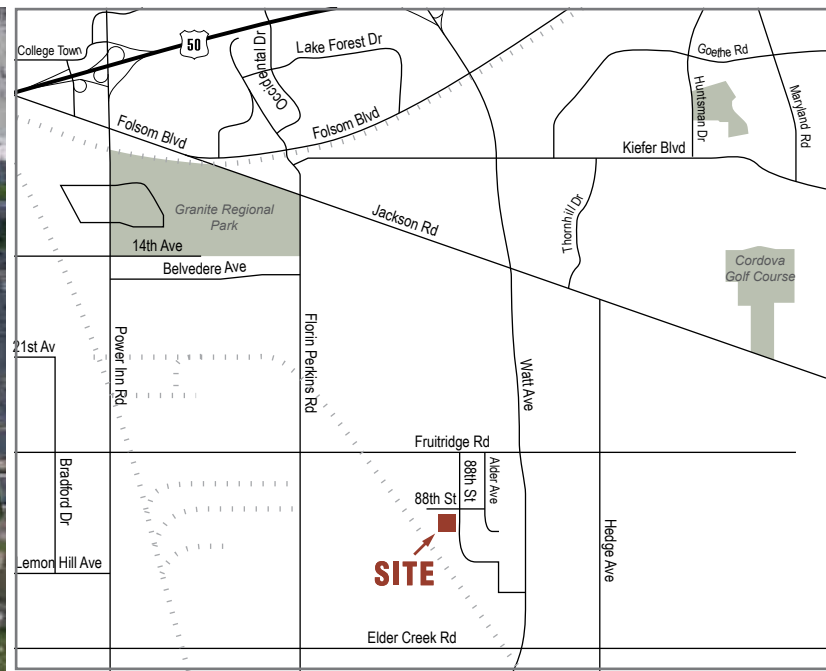 50
College Town
Occidental Dr
Lake Forest Dr
Goethe Rd
Huntsman Dr
Maryland Rd
Folsom Blvd
Folsom Blvd
Kiefer Blvd
Granite Regional
Park
Jackson Rd
Thornhill Dr
14th Ave
Belvedere Ave
Cordova
Golf Course
21st Av
Power Inn Rd
Florin Perkins Rd
Watt Ave
Fruitridge Rd
Bradford Dr
88th St
Alder Ave
88th St
Hedge Ave
SITE
Lemon Hill Ave
Elder Creek Rd